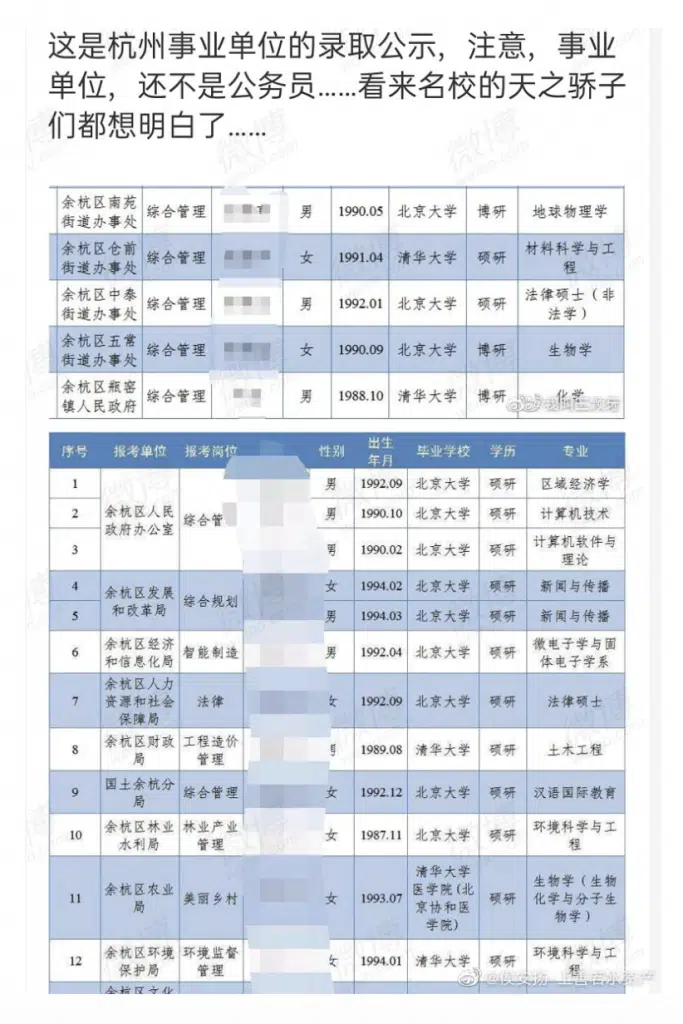 这是杭州事业单位的录取公示，注意，事业
单位，还不是公务员……看来名校的天之骄子
们都想明白了……
余杭区南苑街道办事处 综合管理 男 1990.05 北京大学 博研 地球物理学
余杭区仓前街道办事处 综合管理 女 1991.04 清华大学 硕研 材料科学与工程
余杭区中泰街道办事处 综合管理 男 1992.01 北京大学 硕研 法律硕士（非法学）
余杭区五常街道办事处 综合管理 女 1990.09 北京大学 博研 生物学
余杭区瓶窑镇人民政府 综合管理 男 1988.10 清华大学 博研 化学
序号 报考单位 报考岗位 性别 出生年月 毕业学校 学历 专业
1 余杭区人民政府办公室 综合管 男 1992.09 北京大学 硕研 区域经济学
2 男 1990.10 北京大学 硕研 计算机技术
3 男 1990.02 北京大学 硕研 计算机软件与理论
4 余杭区发展和改革局 综合规划 女 1994.02 北京大学 硕研 新闻与传播
5 男 1994.03 北京大学 硕研 新闻与传播
6 余杭区经济和信息化局 智能制造 男 1992.04 北京大学 硕研 微电子学与固体电子学系
7 余杭区人力资源和社会保障局 法律 女 1992.09 北京大学 硕研 法律硕士
8 余杭区财政局 工程造价管理 男 1989.08 清华大学 硕研 土木工程
9 国土余杭分局 综合管理 女 1992.12 北京大学 硕研 汉语国际教育
10 余杭区林业水利局 林业产业管理 女 1987.11 北京大学 硕研 环境科学与工程
11 余杭区农业局 美丽乡村 女 1993.07 清华大学医学院(北京协和医学院) 硕研 生物学（生物化学与分子生物学）
12 余杭区环境保护局 环境监督管理 女 1994.01 清华大学 硕研 环境科学与工程
余杭区文化